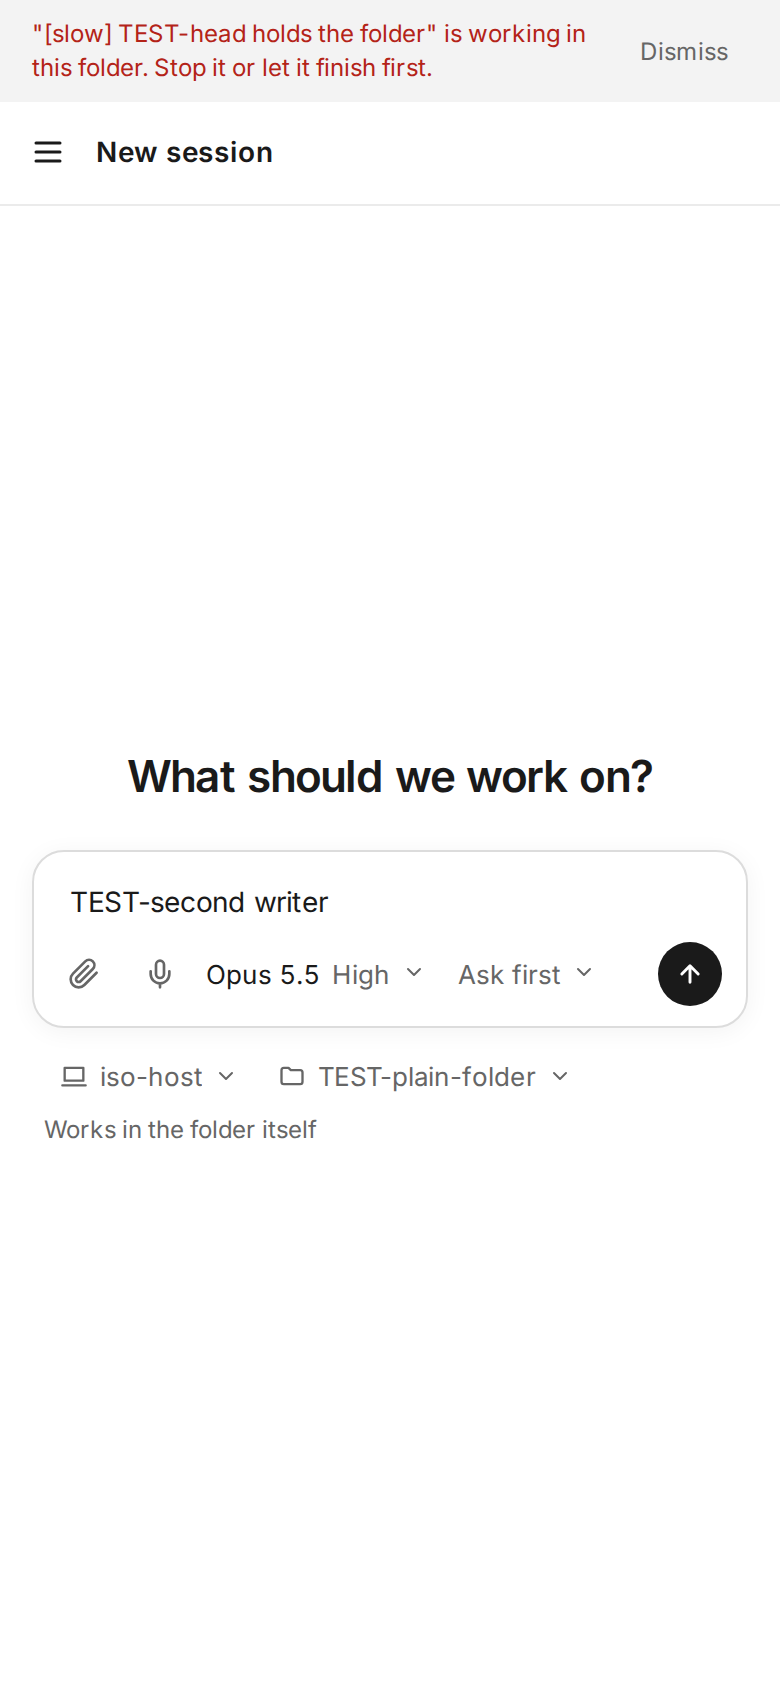 "[slow] TEST-head holds the folder" is working in
this folder. Stop it or let it finish first.
Dismiss
New session
What should we work on?
TEST-second writer
Opus 5.5 High Ask first
iso-host TEST-plain-folder
Works in the folder itself